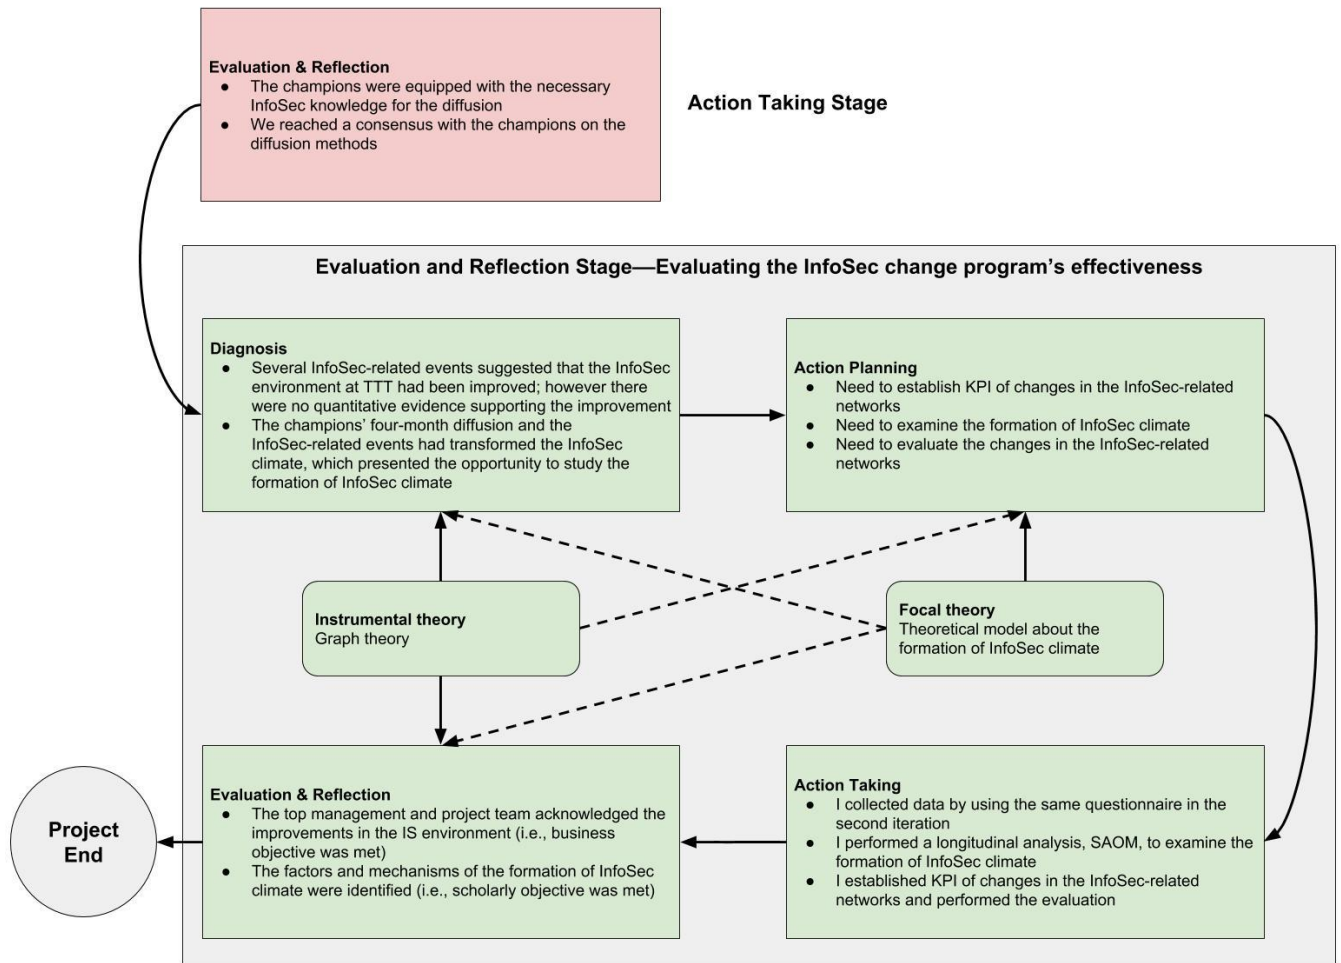 Evaluation & Reflection
● The champions were equipped with the necessary
InfoSec knowledge for the diffusion
● We reached a consensus with the champions on the
diffusion methods
Action Taking Stage
Evaluation and Reflection Stage—Evaluating the InfoSec change program’s effectiveness
Diagnosis
● Several InfoSec-related events suggested that the InfoSec
environment at TTT had been improved; however there
were no quantitative evidence supporting the improvement
● The champions’ four-month diffusion and the
InfoSec-related events had transformed the InfoSec
climate, which presented the opportunity to study the
formation of InfoSec climate
Action Planning
● Need to establish KPI of changes in the InfoSec-related
networks
● Need to examine the formation of InfoSec climate
● Need to evaluate the changes in the InfoSec-related
networks
Instrumental theory
Graph theory
Focal theory
Theoretical model about the
formation of InfoSec climate
Evaluation & Reflection
● The top management and project team acknowledged the
improvements in the IS environment (i.e., business
objective was met)
● The factors and mechanisms of the formation of InfoSec
climate were identified (i.e., scholarly objective was met)
Action Taking
● I collected data by using the same questionnaire in the
second iteration
● I performed a longitudinal analysis, SAOM, to examine the
formation of InfoSec climate
● I established KPI of changes in the InfoSec-related
networks and performed the evaluation
Project
End